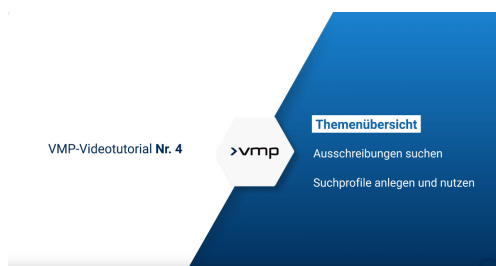 VMP-Videotutorial Nr. 4
>vmp
Themenübersicht
Ausschreibungen suchen
Suchprofile anlegen und nutzen